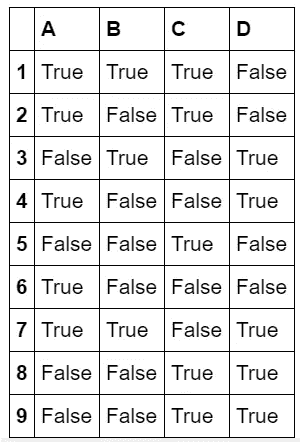 A B C D
1 True True True False
2 True False True False
3 False True False True
4 True False False True
5 False False True False
6 True False False False
7 True True False True
8 False False True True
9 False False True True